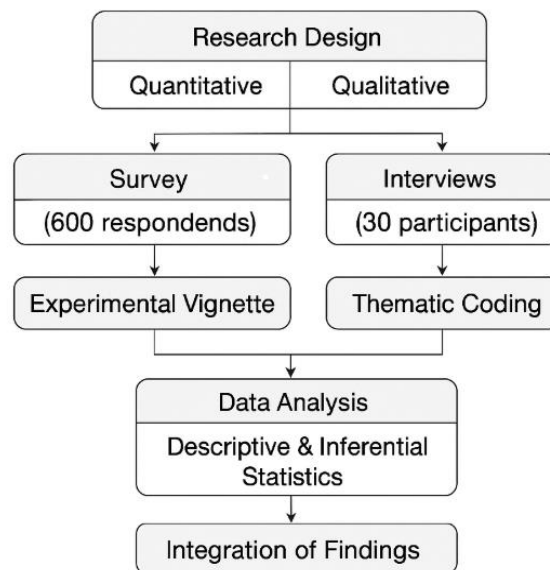 Research Design
Quantitative
Qualitative
Survey
(600 respondends)
Interviews
(30 participants)
Experimental Vignette
Thematic Coding
Data Analysis
Descriptive & Inferential
Statistics
Integration of Findings